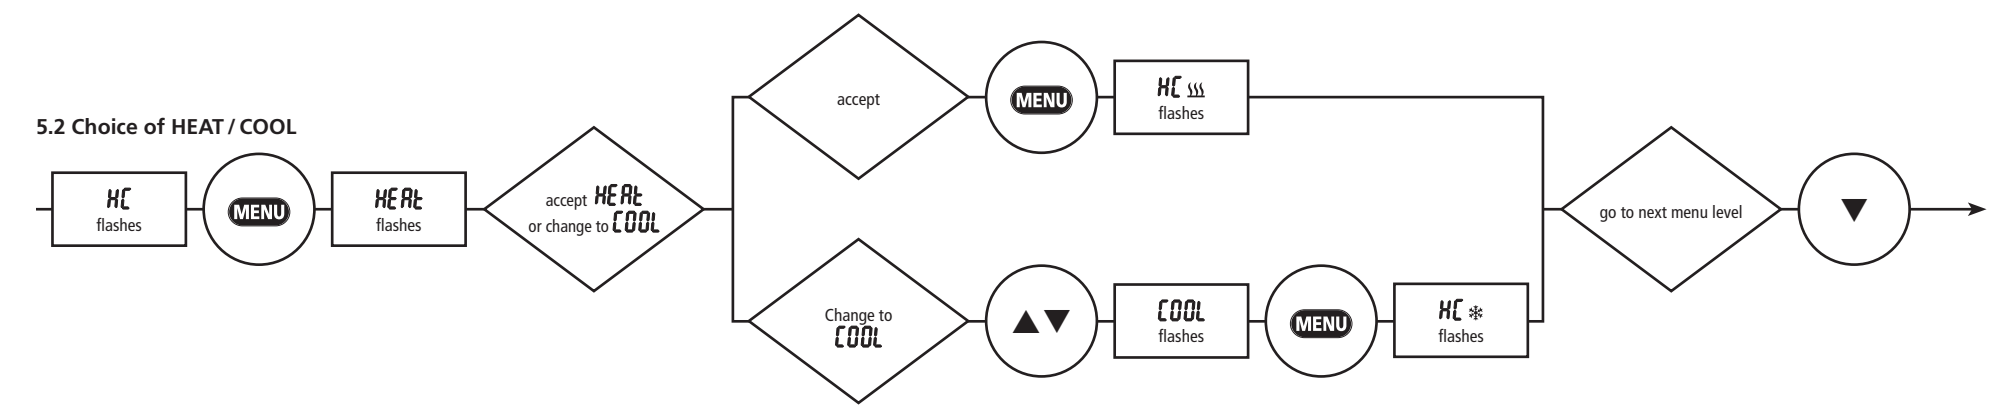 5.2 Choice of HEAT / COOL
HC
flashes
MENU
HEAt
flashes
accept HEAt
or change to COOL
accept
MENU
HC
flashes
Change to
COOL
COOL
flashes
MENU
HC
flashes
go to next menu level